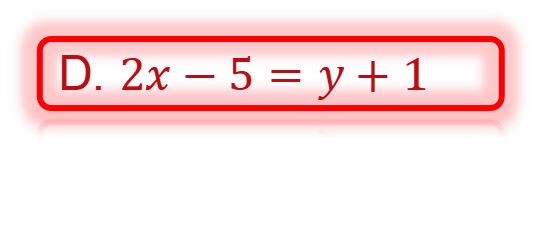 D. 2x − 5 = y + 1